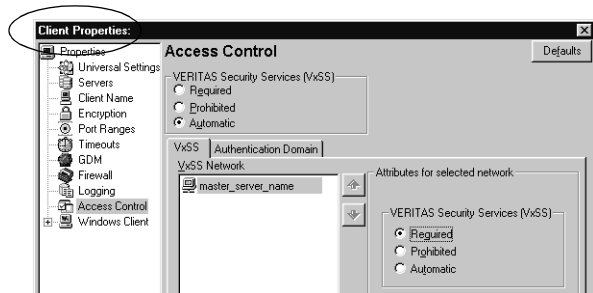 Client Properties:
Access Control
Defaults
Properties
Universal Settings
Servers
Client Name
Encryption
Port Ranges
Timeouts
GDM
Firewall
Logging
Access Control
Windows Client
VERITAS Security Services (VxSS)
Required
Prohibited
Automatic
VxSS
Authentication Domain
VxSS Network
master_server_name
Attributes for selected network
VERITAS Security Services (VxSS)
Required
Prohibited
Automatic